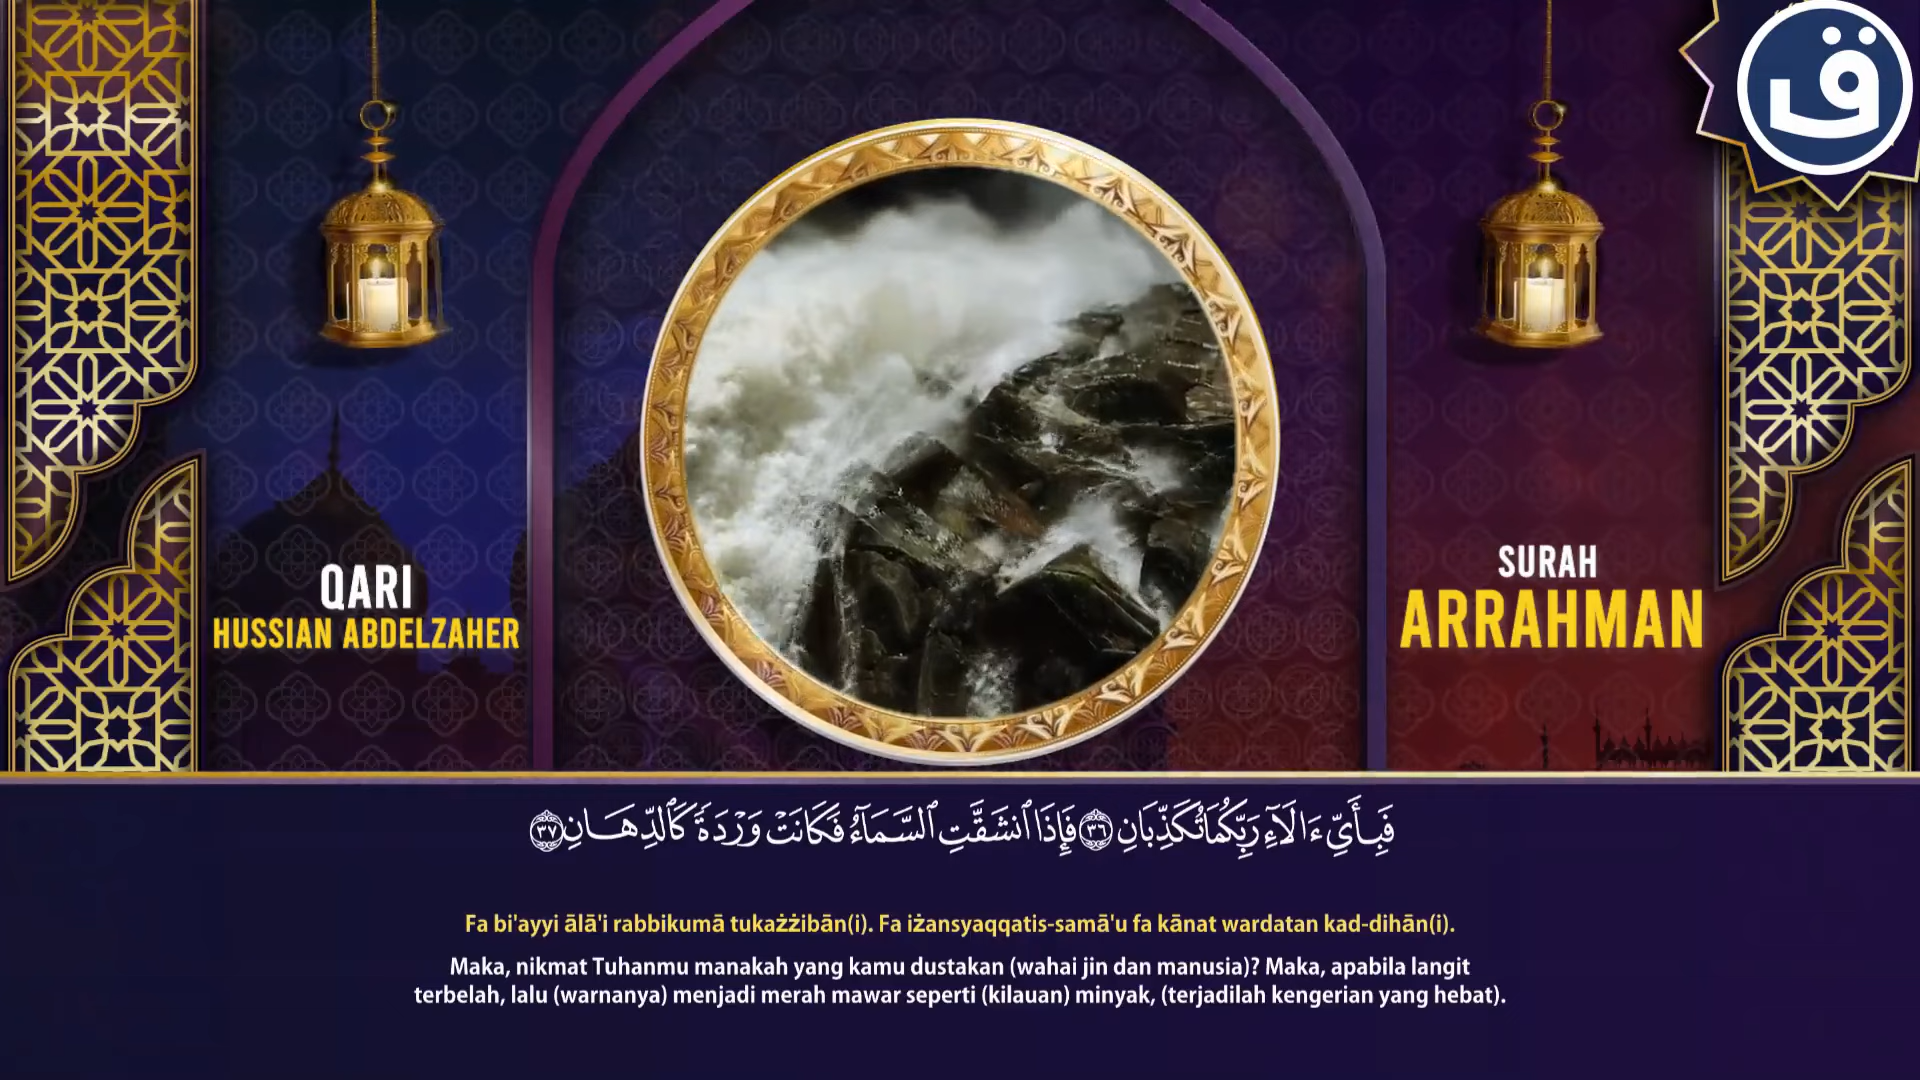 ق
QARI
HUSSIAN ABDELZAHER
SURAH
ARRAHMAN
فَبِأَيِّ ءَالَآءِ رَبِّكُمَا تُكَذِّبَانِ ٣٦ فَإِذَا ٱنشَقَّتِ ٱلسَّمَآءُ فَكَانَتْ وَرْدَةً كَٱلدِّهَانِ ٣٧
Fa bi'ayyi ālā'i rabbikumā tukażżibān(i). Fa iżansyaqqatis-samā'u fa kānat wardatan kad-dihān(i).
Maka, nikmat Tuhanmu manakah yang kamu dustakan (wahai jin dan manusia)? Maka, apabila langit
terbelah, lalu (warnanya) menjadi merah mawar seperti (kilauan) minyak, (terjadilah kengerian yang hebat).